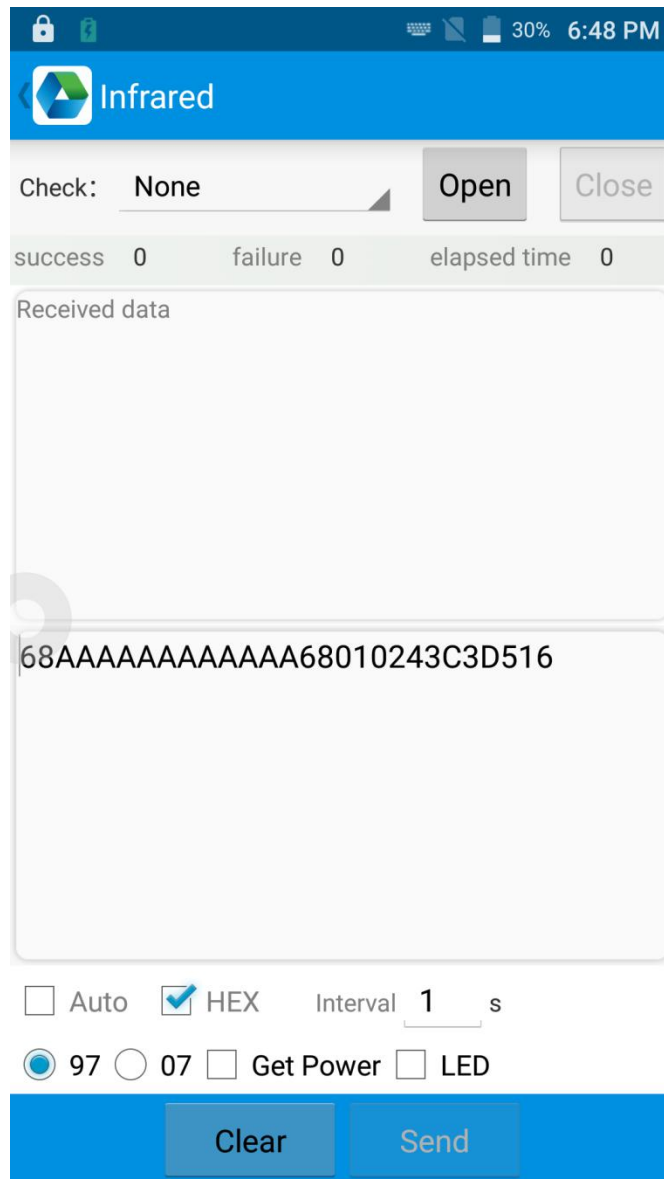 30% 6:48 PM
Infrared
Check: None Open Close
success 0 failure 0 elapsed time 0
Received data
68AAAAAAAAAAAA68010243C3D516
Auto HEX Interval 1 s
97 07 Get Power LED
Clear Send